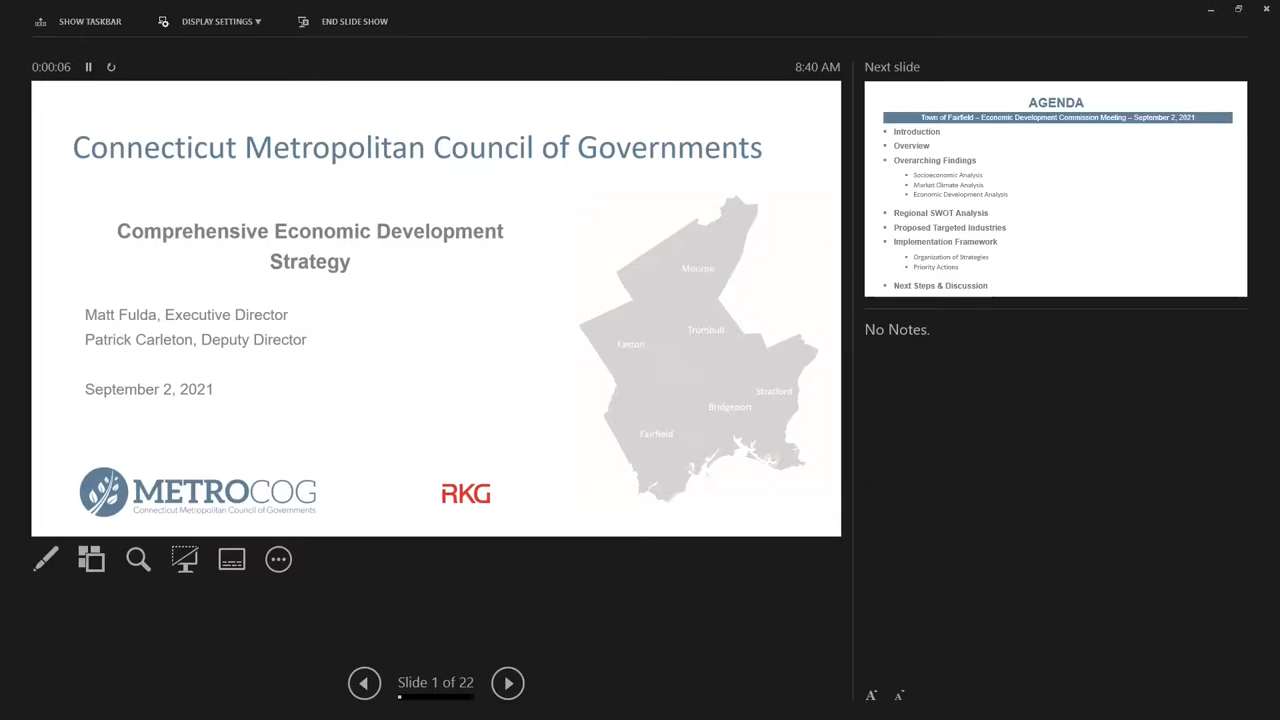 SHOW TASKBAR
DISPLAY SETTINGS ▼
END SLIDE SHOW
0:00:06
8:40 AM
Connecticut Metropolitan Council of Governments
Comprehensive Economic Development
Strategy
Matt Fulda, Executive Director
Patrick Carleton, Deputy Director
September 2, 2021
Monroe
Trumbull
Easton
Stratford
Bridgeport
Fairfield
METROCOG
Connecticut Metropolitan Council of Governments
RKG
Slide 1 of 22
Next slide
AGENDA
Town of Fairfield – Economic Development Commission Meeting – September 2, 2021
▪ Introduction
▪ Overview
▪ Overarching Findings
▪ Socioeconomic Analysis
▪ Market Climate Analysis
▪ Economic Development Analysis
▪ Regional SWOT Analysis
▪ Proposed Targeted Industries
▪ Implementation Framework
▪ Organization of Strategies
▪ Priority Actions
▪ Next Steps & Discussion
No Notes.
A A